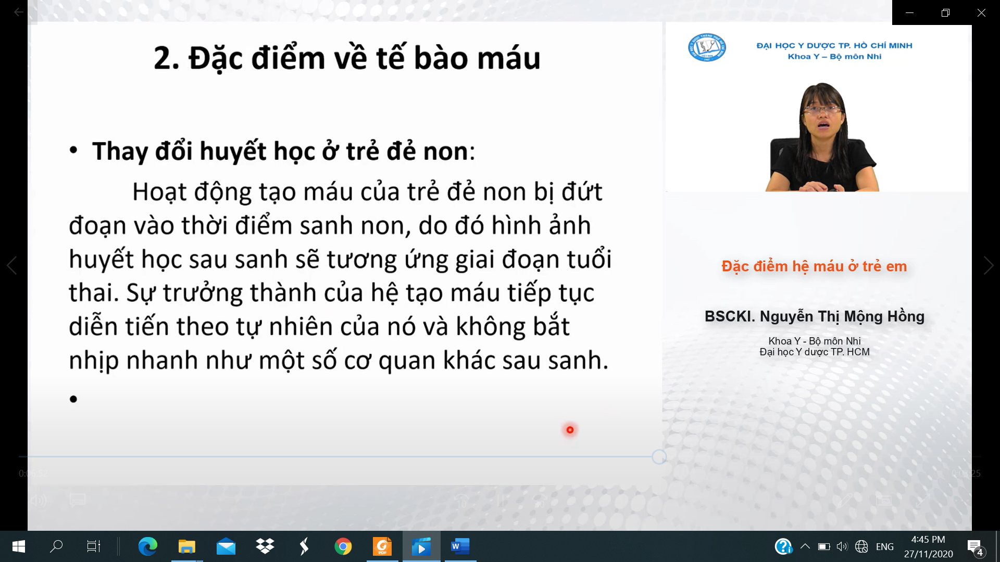 2. Đặc điểm về tế bào máu
• Thay đổi huyết học ở trẻ đẻ non:
Hoạt động tạo máu của trẻ đẻ non bị đứt
đoạn vào thời điểm sanh non, do đó hình ảnh
huyết học sau sanh sẽ tương ứng giai đoạn tuổi
thai. Sự trưởng thành của hệ tạo máu tiếp tục
diễn tiến theo tự nhiên của nó và không bắt
nhịp nhanh như một số cơ quan khác sau sanh.
•
ĐẠI HỌC Y DƯỢC TP. HỒ CHÍ MINH
Khoa Y – Bộ môn Nhi
Đặc điểm hệ máu ở trẻ em
BSCKI. Nguyễn Thị Mộng Hồng
Khoa Y - Bộ môn Nhi
Đại học Y dược TP. HCM
0:06:52
PDF
W
ENG
4:45 PM
27/11/2020
4